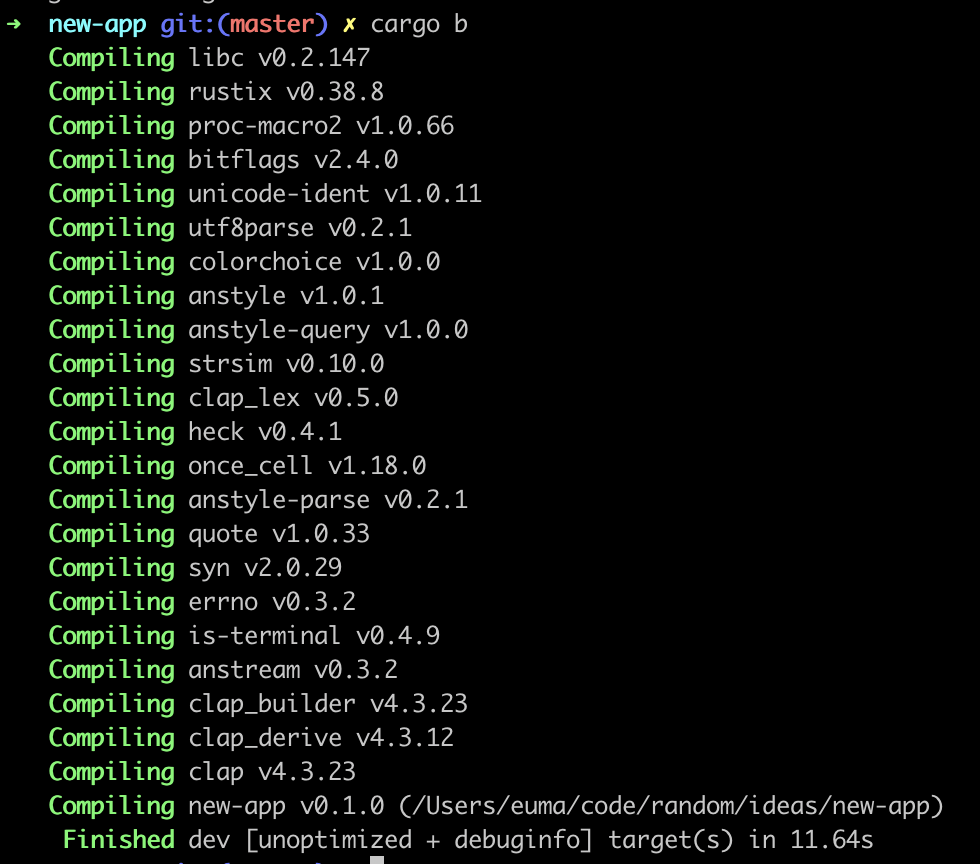 ➜  new-app git:(master) ✗ cargo b
   Compiling libc v0.2.147
   Compiling rustix v0.38.8
   Compiling proc-macro2 v1.0.66
   Compiling bitflags v2.4.0
   Compiling unicode-ident v1.0.11
   Compiling utf8parse v0.2.1
   Compiling colorchoice v1.0.0
   Compiling anstyle v1.0.1
   Compiling anstyle-query v1.0.0
   Compiling strsim v0.10.0
   Compiling clap_lex v0.5.0
   Compiling heck v0.4.1
   Compiling once_cell v1.18.0
   Compiling anstyle-parse v0.2.1
   Compiling quote v1.0.33
   Compiling syn v2.0.29
   Compiling errno v0.3.2
   Compiling is-terminal v0.4.9
   Compiling anstream v0.3.2
   Compiling clap_builder v4.3.23
   Compiling clap_derive v4.3.12
   Compiling clap v4.3.23
   Compiling new-app v0.1.0 (/Users/euma/code/random/ideas/new-app)
    Finished dev [unoptimized + debuginfo] target(s) in 11.64s